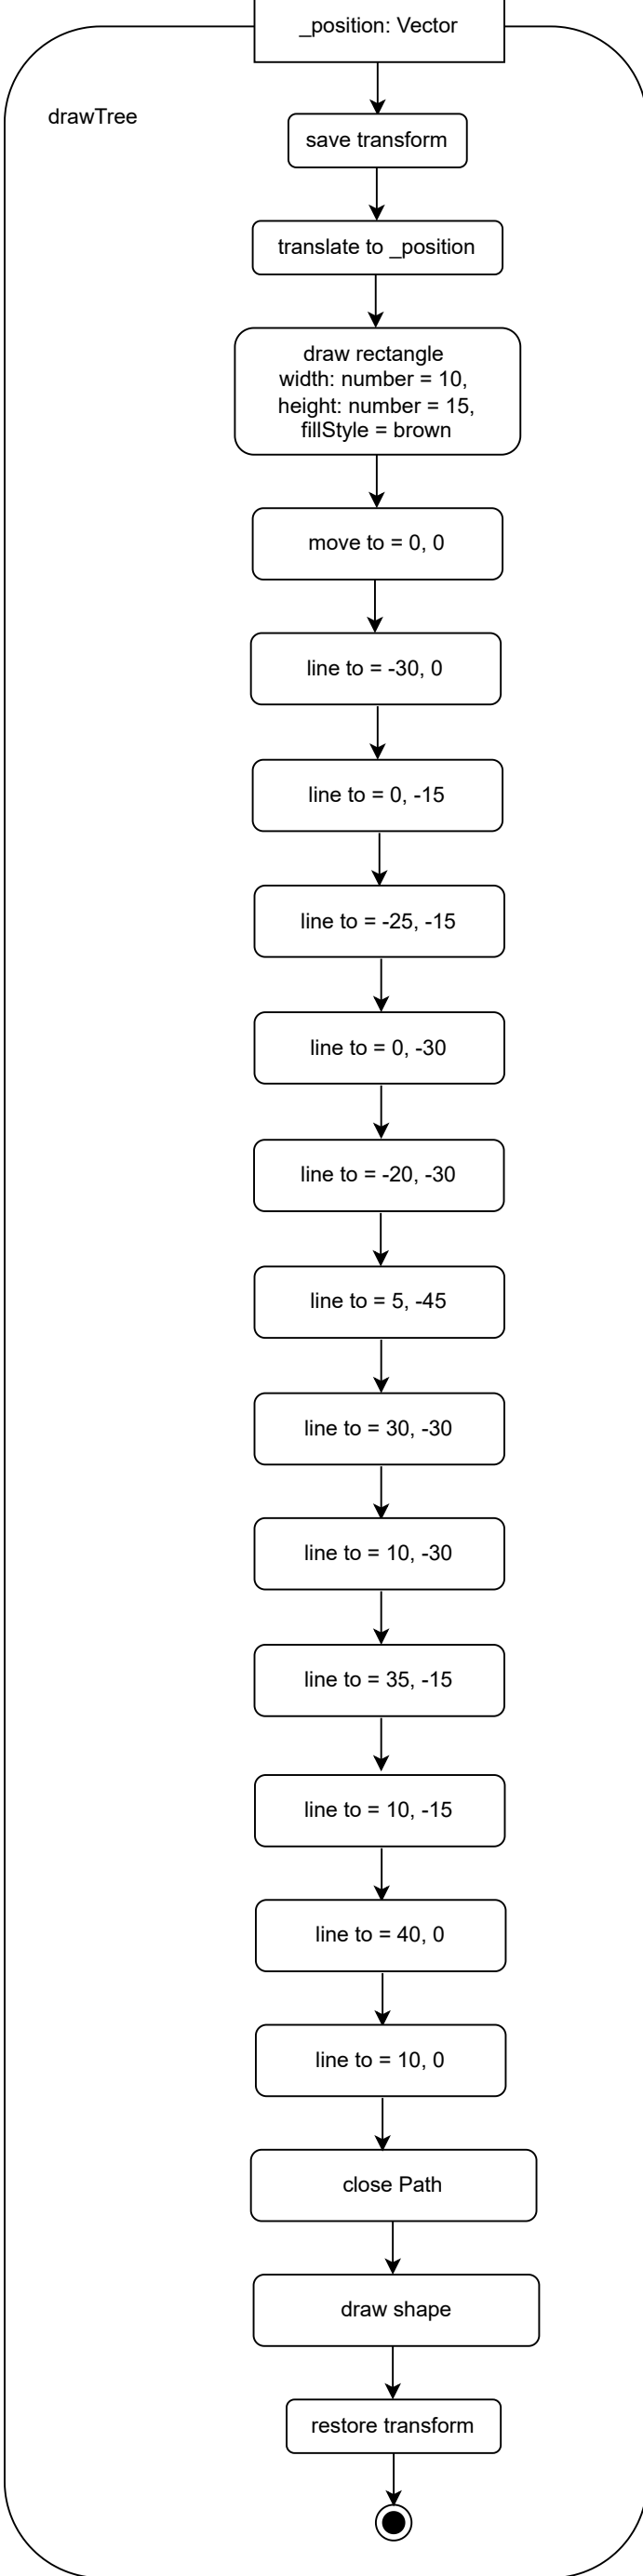 _position: Vector
drawTree
save transform
translate to _position
draw rectangle
width: number = 10,
height: number = 15,
fillStyle = brown
move to = 0, 0
line to = -30, 0
line to = 0, -15
line to = -25, -15
line to = 0, -30
line to = -20, -30
line to = 5, -45
line to = 30, -30
line to = 10, -30
line to = 35, -15
line to = 10, -15
line to = 40, 0
line to = 10, 0
close Path
draw shape
restore transform